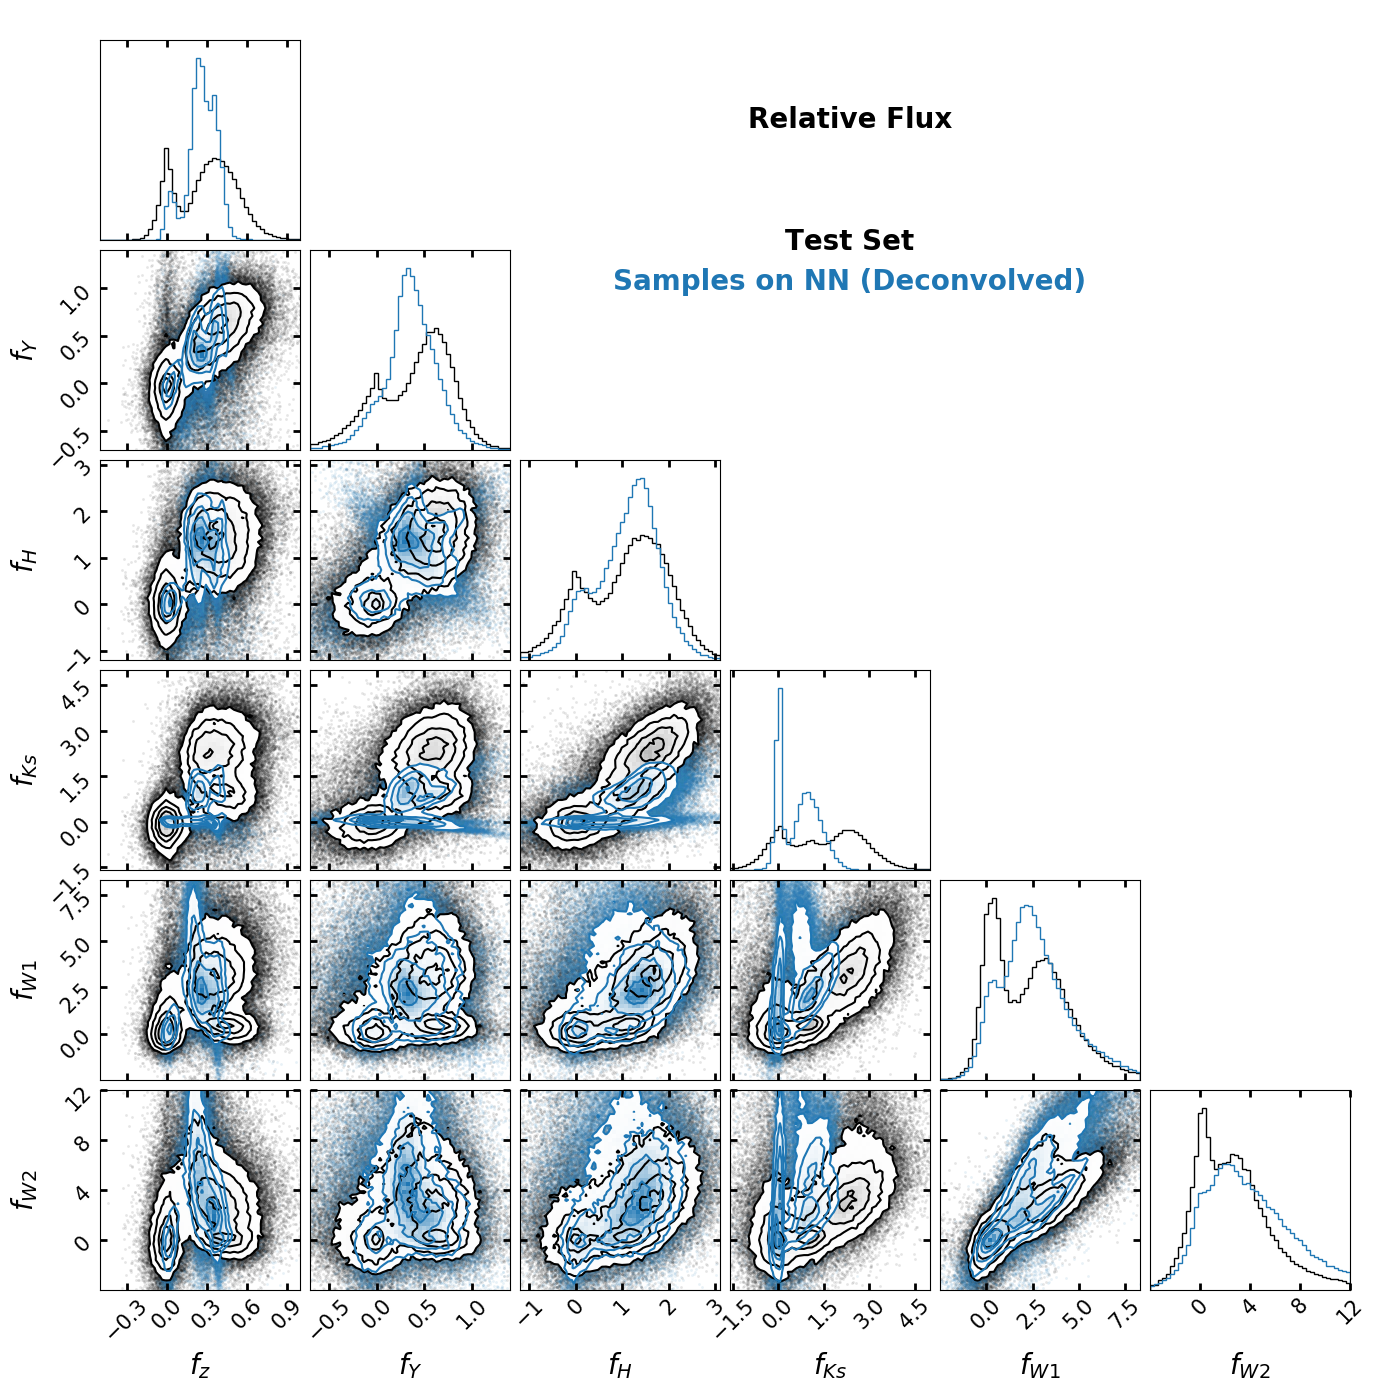 Relative Flux
Test Set
Samples on NN (Deconvolved)
f_Y
1.0
0.5
0.0
−0.5
f_H
3
2
1
0
−1
f_Ks
4.5
3.0
1.5
0.0
−1.5
f_W1
7.5
5.0
2.5
0.0
f_W2
12
8
4
0
−0.3 0.0 0.3 0.6 0.9 −0.5 0.0 0.5 1.0 −1 0 1 2 3 −1.5 0.0 1.5 3.0 4.5 0.0 2.5 5.0 7.5 0 4 8 12
f_z f_Y f_H f_Ks f_W1 f_W2